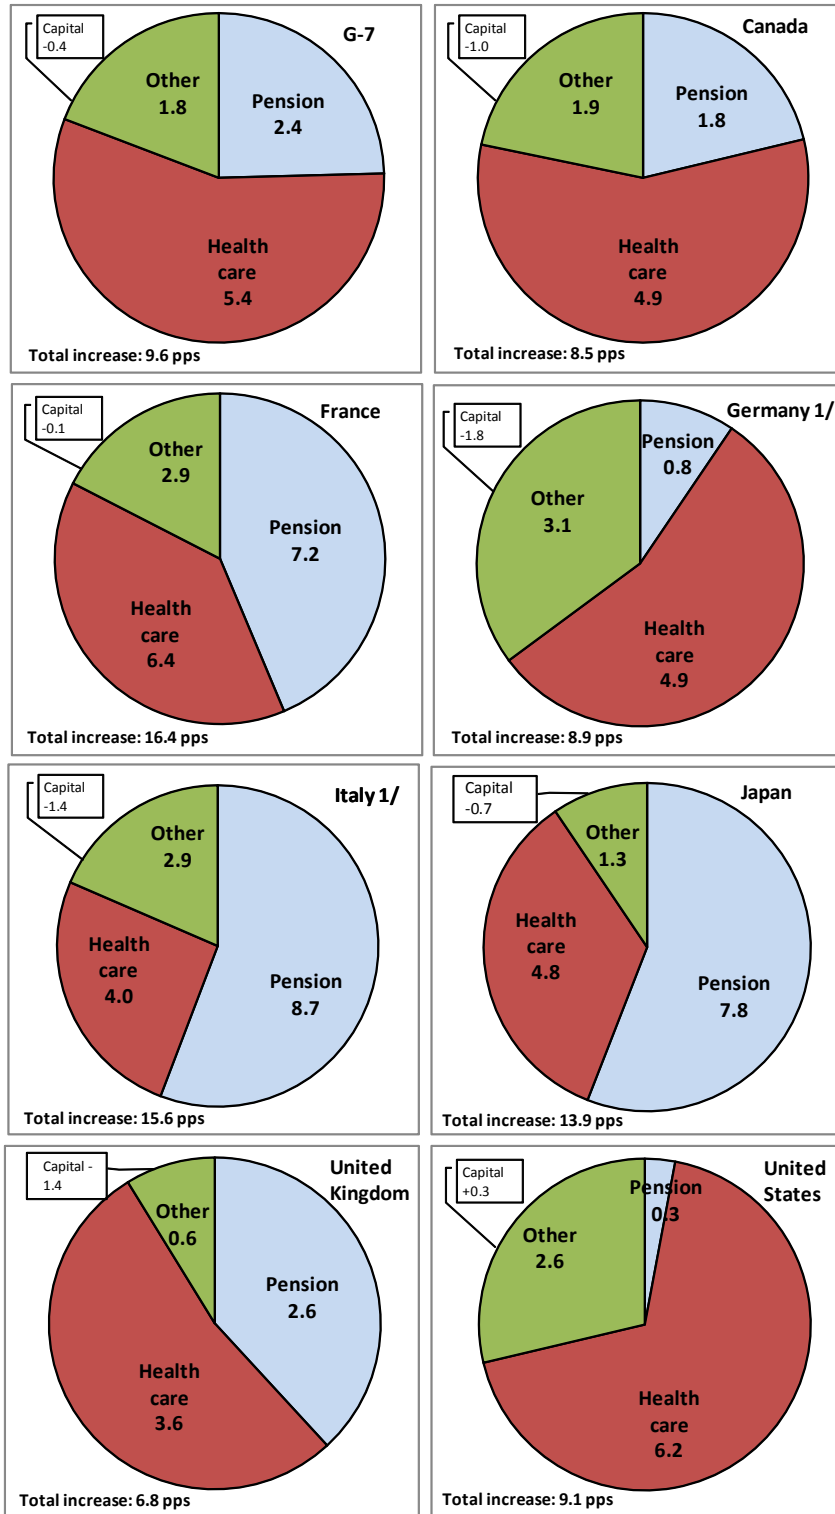 Capital
-0.4
G-7
Other
1.8
Pension
2.4
Health
care
5.4
Total increase: 9.6 pps
Capital
-1.0
Canada
Other
1.9
Pension
1.8
Health
care
4.9
Total increase: 8.5 pps
Capital
-0.1
France
Other
2.9
Pension
7.2
Health
care
6.4
Total increase: 16.4 pps
Capital
-1.8
Germany 1/
Pension
0.8
Other
3.1
Health
care
4.9
Total increase: 8.9 pps
Capital
-1.4
Italy 1/
Other
2.9
Health
care
4.0
Pension
8.7
Total increase: 15.6 pps
Capital
-0.7
Japan
Other
1.3
Health
care
4.8
Pension
7.8
Total increase: 13.9 pps
Capital -
1.4
United
Kingdom
Other
0.6
Pension
2.6
Health
care
3.6
Total increase: 6.8 pps
Capital
+0.3
United
States
Pension
0.3
Other
2.6
Health
care
6.2
Total increase: 9.1 pps